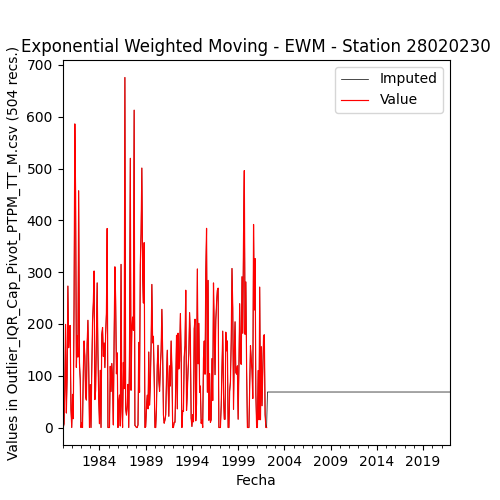 Exponential Weighted Moving - EWM - Station 28020230
Values in Outlier_IQR_Cap_Pivot_PTPM_TT_M.csv (504 recs.)
700
600
500
400
300
200
100
0
Imputed
Value
1984 1989 1994 1999 2004 2009 2014 2019
Fecha